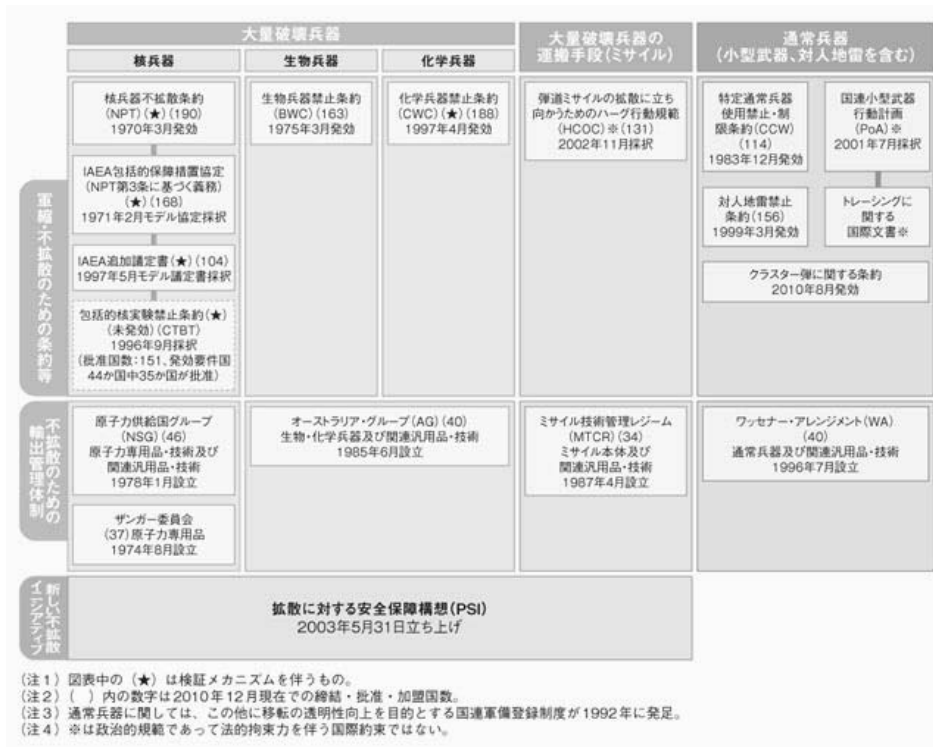 大量破壊兵器
大量破壊兵器の
運搬手段(ミサイル)
通常兵器
(小型武器、対人地雷を含む)
核兵器
生物兵器
化学兵器
軍縮・不拡散のための条約等
核兵器不拡散条約
(NPT)(★)(190)
1970年3月発効
IAEA包括的保障措置協定
(NPT第3条に基づく義務)
(★)(168)
1971年2月モデル協定採択
IAEA追加議定書(★)(104)
1997年5月モデル議定書採択
包括的核実験禁止条約(★)
(未発効)(CTBT)
1996年9月採択
(批准国数:151、発効要件国
44か国中35か国が批准)
生物兵器禁止条約
(BWC)(163)
1975年3月発効
化学兵器禁止条約
(CWC)(★)(188)
1997年4月発効
弾道ミサイルの拡散に立ち
向かうためのハーグ行動規範
(HCOC)※(131)
2002年11月採択
特定通常兵器
使用禁止・制
限条約(CCW)
(114)
1983年12月発効
国連小型武器
行動計画
(PoA)※
2001年7月採択
対人地雷禁止
条約(156)
1999年3月発効
トレーシングに
関する
国際文書※
クラスター弾に関する条約
2010年8月発効
不拡散のための
輸出管理体制
原子力供給国グループ
(NSG)(46)
原子力専用品・技術及び
関連汎用品・技術
1978年1月設立
ザンガー委員会
(37)原子力専用品
1974年8月設立
オーストラリア・グループ(AG)(40)
生物・化学兵器及び関連汎用品・技術
1985年6月設立
ミサイル技術管理レジーム
(MTCR)(34)
ミサイル本体及び
関連汎用品・技術
1987年4月設立
ワッセナー・アレンジメント(WA)
(40)
通常兵器及び関連汎用品・技術
1996年7月設立
新しい不拡散
イニシアティブ
拡散に対する安全保障構想(PSI)
2003年5月31日立ち上げ
(注1)図表中の(★)は検証メカニズムを伴うもの。
(注2)( )内の数字は2010年12月現在での締結・批准・加盟国数。
(注3)通常兵器に関しては、この他に移転の透明性向上を目的とする国連軍備登録制度が1992年に発足。
(注4)※は政治的規範であって法的拘束力を伴う国際約束ではない。